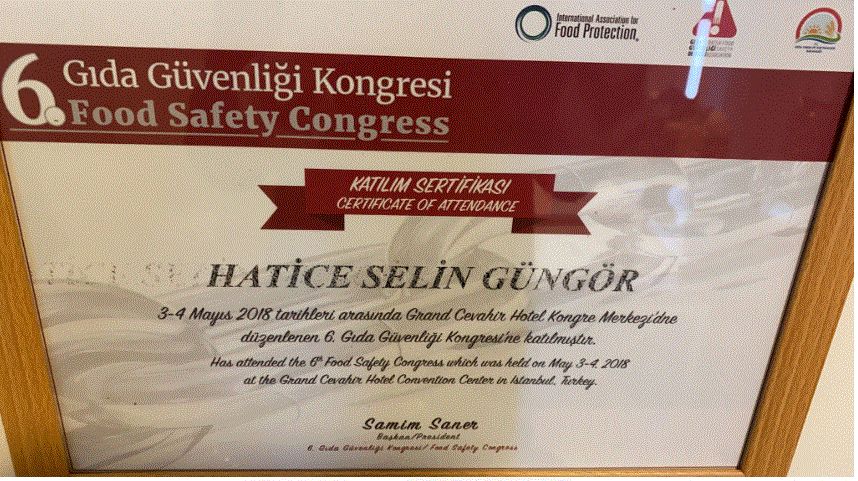 International Association for
Food Protection®
6. Gıda Güvenliği Kongresi
Food Safety Congress
KATILIM SERTİFİKASI
CERTIFICATE OF ATTENDANCE
HATİCE SELİN GÜNGÖR
3-4 Mayıs 2018 tarihleri arasında Grand Cevahir Hotel Kongre Merkezi'dne
düzenlenen 6. Gıda Güvenliği Kongresi'ne katılmıştır.
Has attended the 6th Food Safety Congress which was held on May 3-4, 2018
at the Grand Cevahir Hotel Convention Center in Istanbul, Turkey.
Samim Saner
Başkan/President
6. Gıda Güvenliği Kongresi/ Food Safety Congress